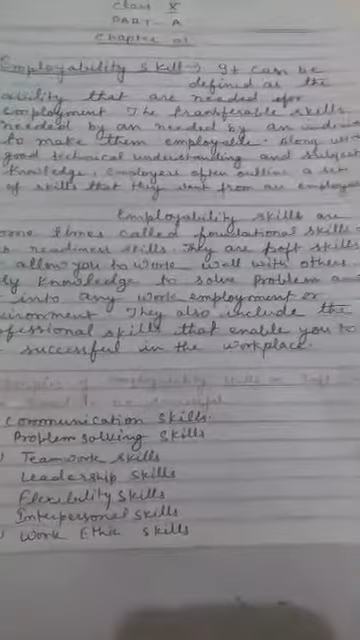 Class X
PART - A
Chapter 01
Employability Skill → It can be
defined as the
ability that are needed for
employment The transferable skills
needed by an needed by an
to make them employable. Along with
good technical understanding and subject
knowledge, employers often outline a set
of skills that they want from an employee
Employability skills are
some times called foundational skills
readiness skills. They are soft skills
allow you to work well with others
knowledge to solve problem
into any work employment or
They also include the
professional skills that enable you to
successful in the workplace.
Communication skills.
Problem solving skills
Teamwork skills
Leadership skills
Flexibility skills
Interpersonal skills
Work Ethic skills